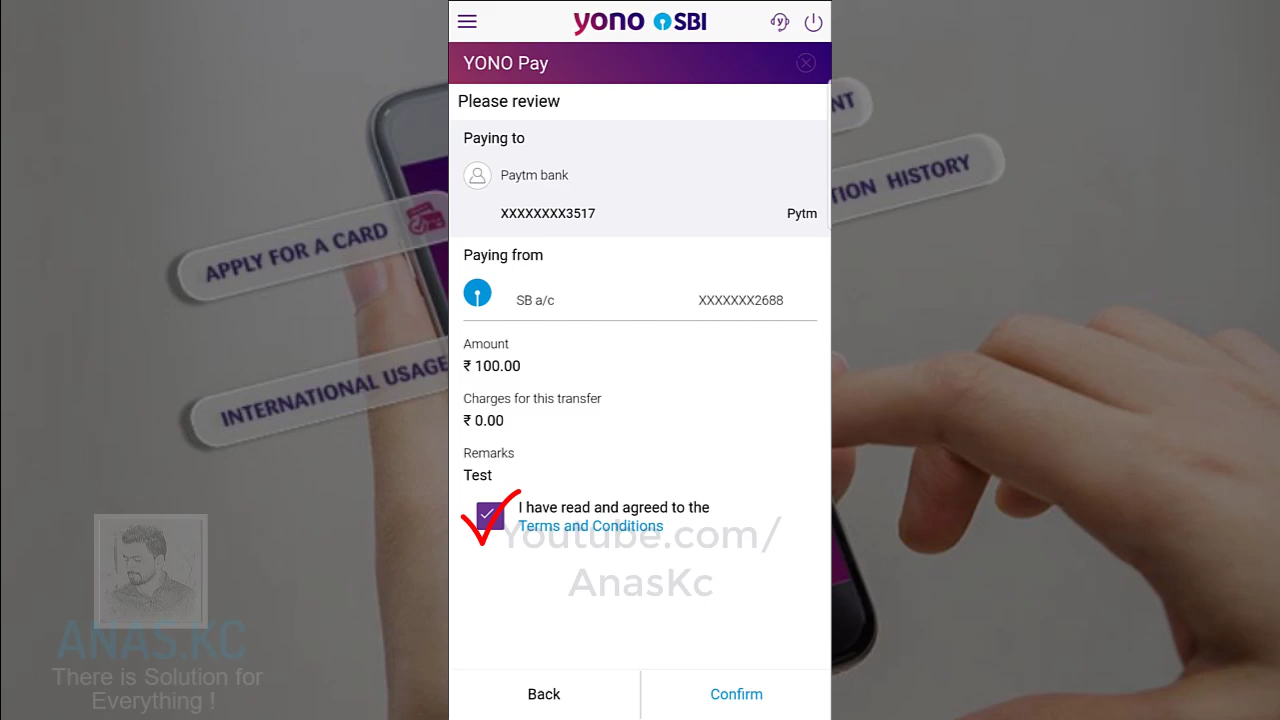 yono SBI
YONO Pay
Please review
Paying to
Paytm bank
XXXXXXXX3517 Pytm
Paying from
SB a/c XXXXXXX2688
Amount
₹ 100.00
Charges for this transfer
₹ 0.00
Remarks
Test
I have read and agreed to the
Terms and Conditions
Youtube.com/
AnasKc
Back Confirm
APPLY FOR A CARD
INTERNATIONAL USAGE
NT
TION HISTORY
ANAS.KC
There is Solution for
Everything !